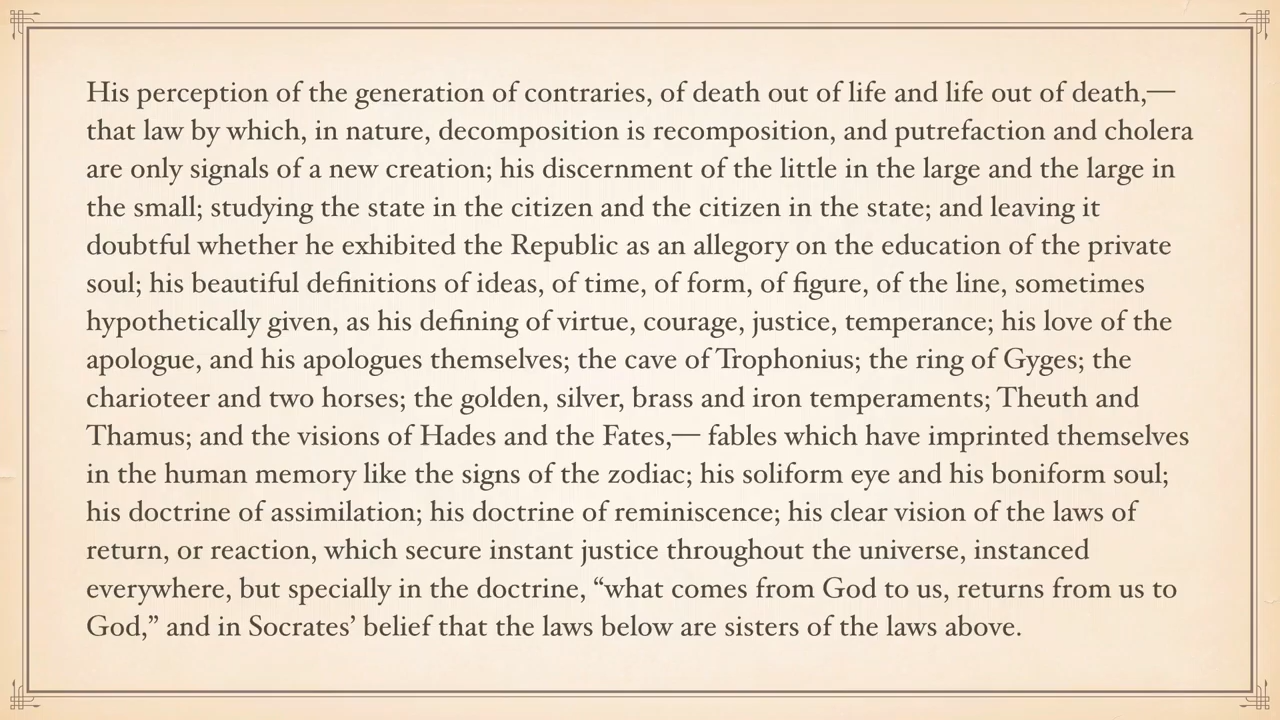 His perception of the generation of contraries, of death out of life and life out of death,—
that law by which, in nature, decomposition is recomposition, and putrefaction and cholera
are only signals of a new creation; his discernment of the little in the large and the large in
the small; studying the state in the citizen and the citizen in the state; and leaving it
doubtful whether he exhibited the Republic as an allegory on the education of the private
soul; his beautiful definitions of ideas, of time, of form, of figure, of the line, sometimes
hypothetically given, as his defining of virtue, courage, justice, temperance; his love of the
apologue, and his apologues themselves; the cave of Trophonius; the ring of Gyges; the
charioteer and two horses; the golden, silver, brass and iron temperaments; Theuth and
Thamus; and the visions of Hades and the Fates,— fables which have imprinted themselves
in the human memory like the signs of the zodiac; his soliform eye and his boniform soul;
his doctrine of assimilation; his doctrine of reminiscence; his clear vision of the laws of
return, or reaction, which secure instant justice throughout the universe, instanced
everywhere, but specially in the doctrine, “what comes from God to us, returns from us to
God,” and in Socrates’ belief that the laws below are sisters of the laws above.